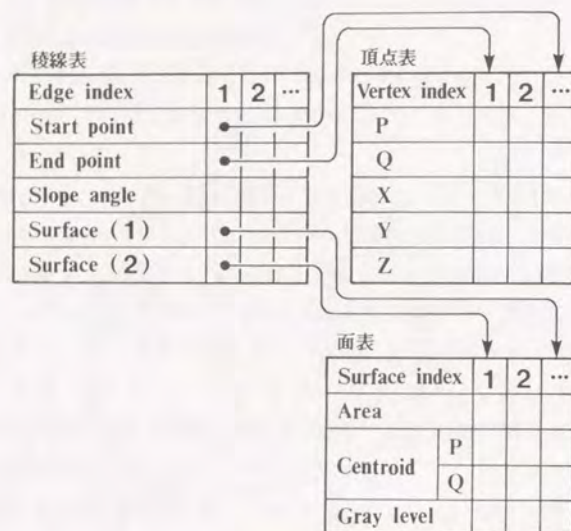 稜線表
Edge index 1 2 ...
Start point
End point
Slope angle
Surface (1)
Surface (2)
頂点表
Vertex index 1 2 ...
P
Q
X
Y
Z
面表
Surface index 1 2 ...
Area
Centroid P
Q
Gray level